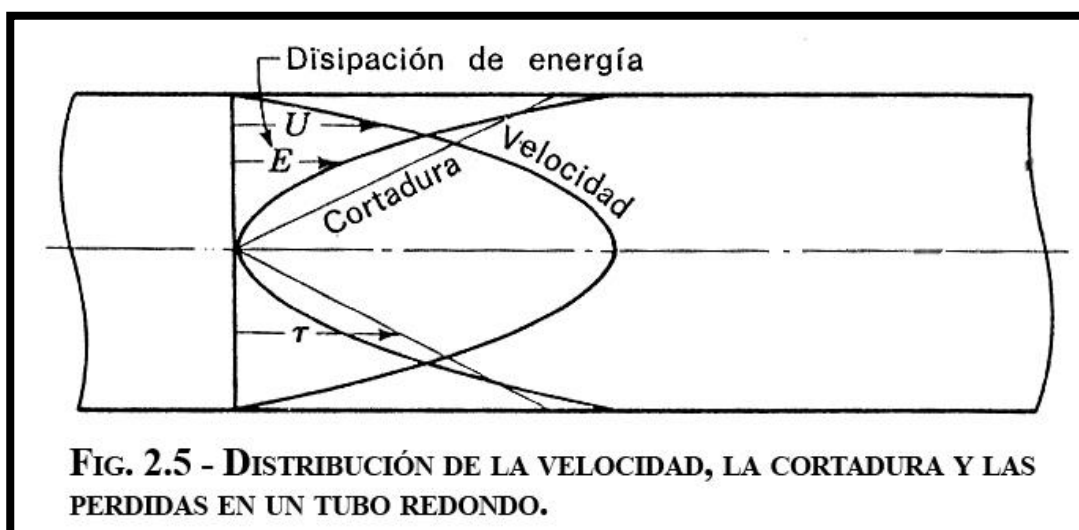 Disipación de energía
U
E
Cortadura
Velocidad
τ
FIG. 2.5 - DISTRIBUCIÓN DE LA VELOCIDAD, LA CORTADURA Y LAS
PERDIDAS EN UN TUBO REDONDO.